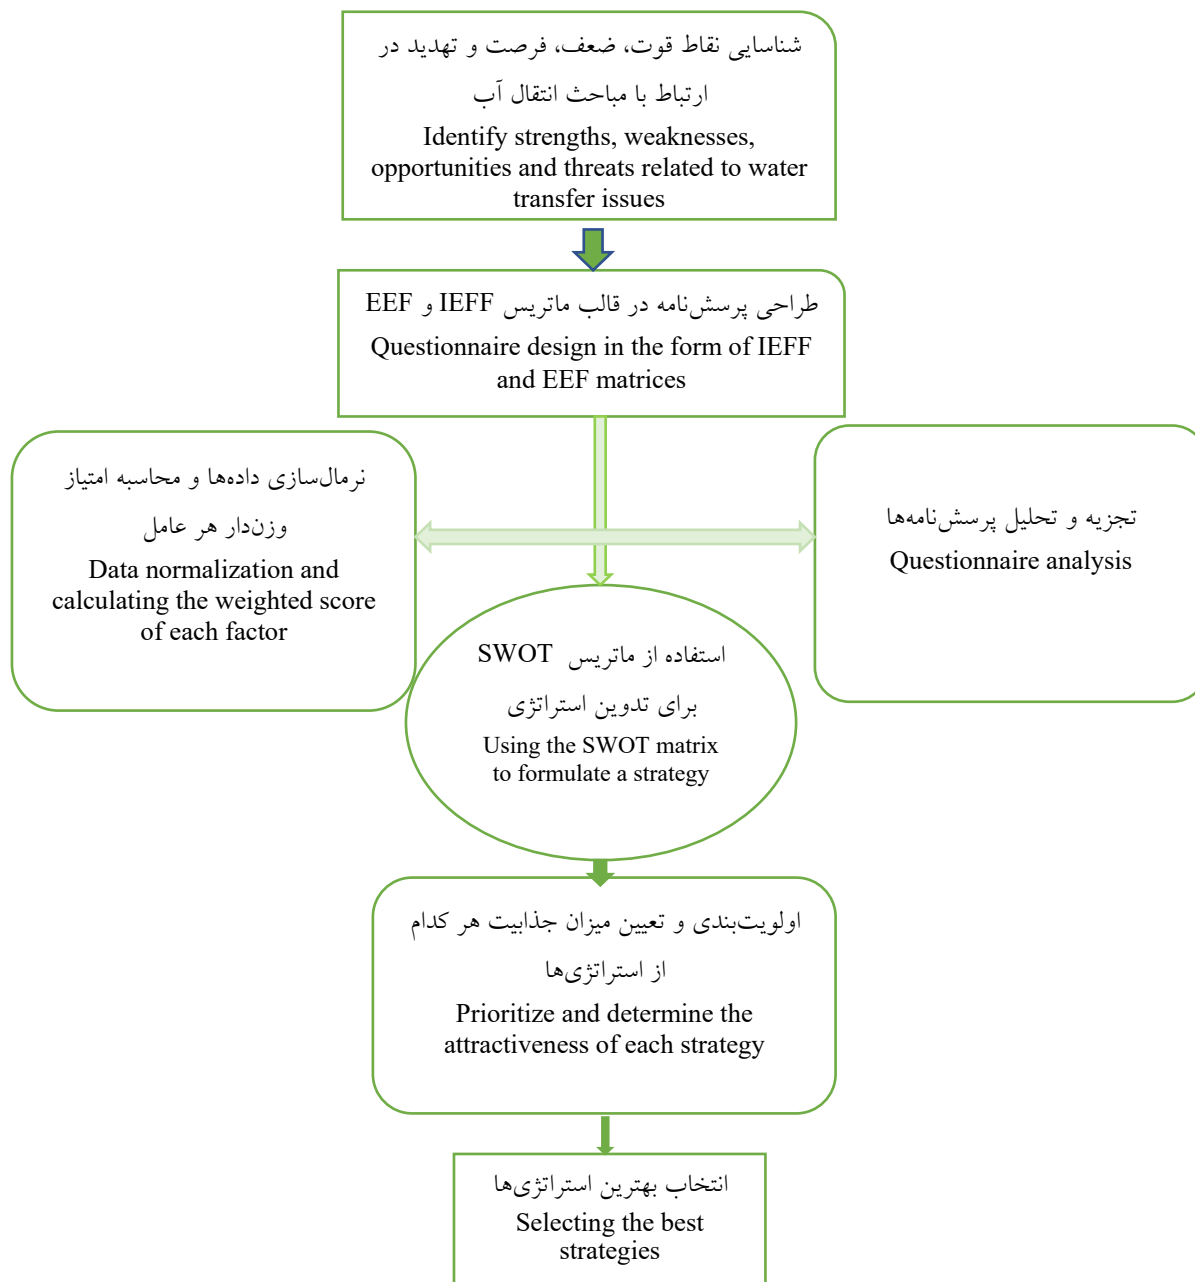 شناسایی نقاط قوت، ضعف، فرصت و تهدید در
ارتباط با مباحث انتقال آب
Identify strengths, weaknesses,
opportunities and threats related to water
transfer issues
طراحی پرسش‌نامه در قالب ماتریس IEFF و EEF
Questionnaire design in the form of IEFF
and EEF matrices
نرمال‌سازی داده‌ها و محاسبه امتیاز
وزن‌دار هر عامل
Data normalization and
calculating the weighted score
of each factor
تجزیه و تحلیل پرسش‌نامه‌ها
Questionnaire analysis
استفاده از ماتریس SWOT
برای تدوین استراتژی
Using the SWOT matrix
to formulate a strategy
اولویت‌بندی و تعیین میزان جذابیت هر کدام
از استراتژی‌ها
Prioritize and determine the
attractiveness of each strategy
انتخاب بهترین استراتژی‌ها
Selecting the best
strategies